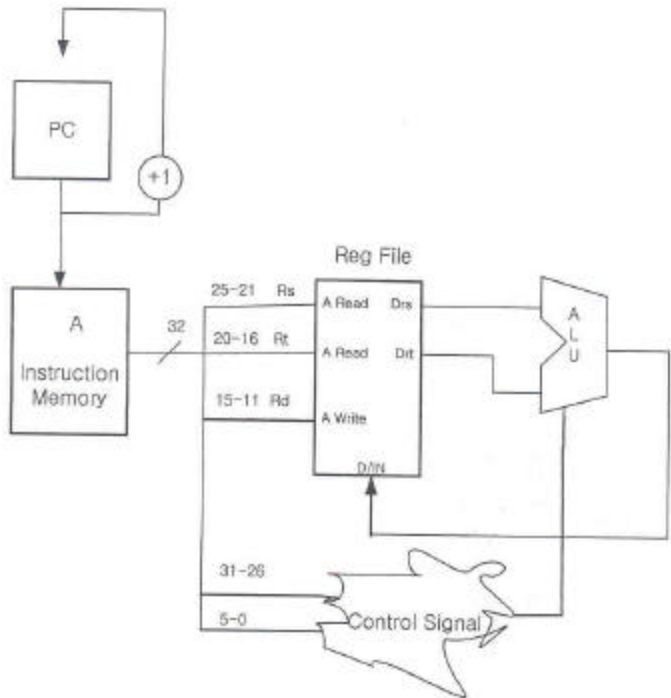 PC
+1
Reg File
A
Instruction
Memory
32
25-21 Rs
20-16 Rt
15-11 Rd
A Read Drs
A Read Drt
A Write
D/IN
A
L
U
31-26
5-0
Control Signal